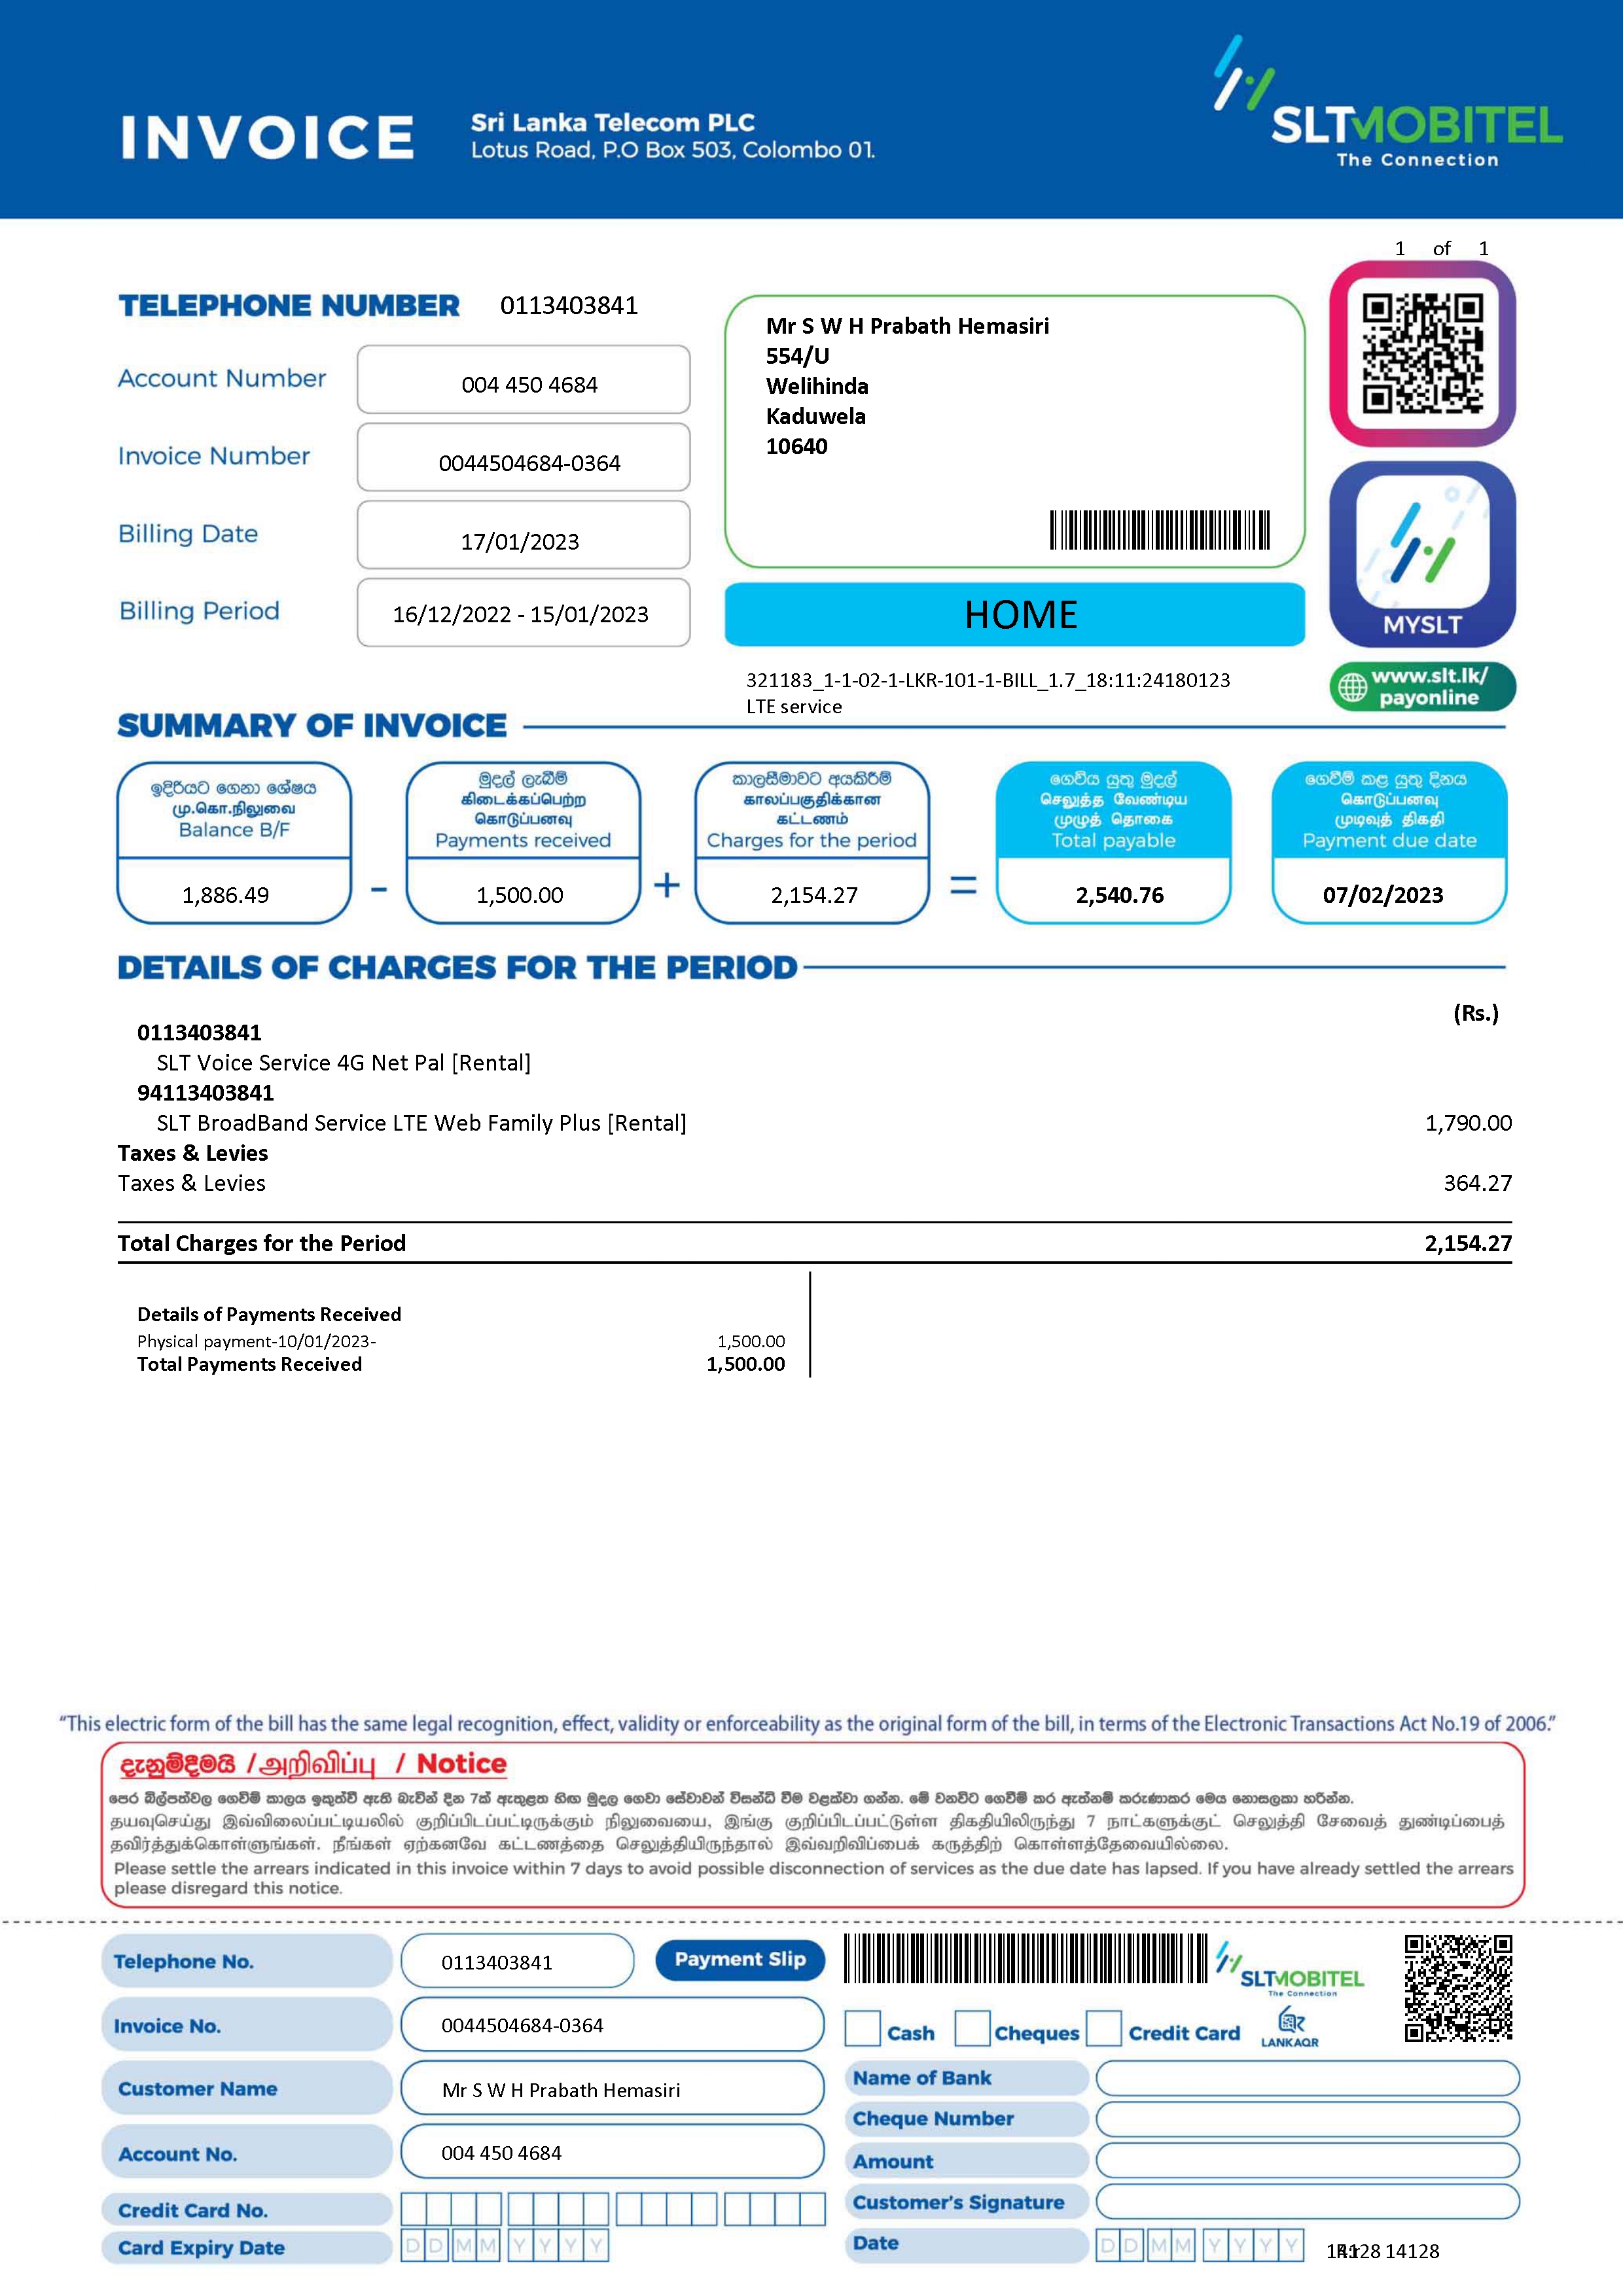 INVOICE
Sri Lanka Telecom PLC
Lotus Road, P.O Box 503, Colombo 01.
SLTMOBITEL
The Connection
1 of 1
TELEPHONE NUMBER 0113403841
Account Number 004 450 4684
Invoice Number 0044504684-0364
Billing Date 17/01/2023
Billing Period 16/12/2022 - 15/01/2023
Mr S W H Prabath Hemasiri
554/U
Welihinda
Kaduwela
10640
HOME
MYSLT
www.slt.lk/
payonline
321183_1-1-02-1-LKR-101-1-BILL_1.7_18:11:24180123
LTE service
SUMMARY OF INVOICE
ඉදිරියට ගෙනා ශේෂය
மு.கொ.நிலுவை
Balance B/F
1,886.49
-
මුදල් ලැබීම්
கிடைக்கப்பெற்ற
கொடுப்பனவு
Payments received
1,500.00
+
කාලසීමාවට අයකිරීම්
காலப்பகுதிக்கான
கட்டணம்
Charges for the period
2,154.27
=
ගෙවිය යුතු මුදල්
செலுத்த வேண்டிய
முழுத் தொகை
Total payable
2,540.76
ගෙවීම් කළ යුතු දිනය
கொடுப்பனவு
முடிவுத் திகதி
Payment due date
07/02/2023
DETAILS OF CHARGES FOR THE PERIOD
(Rs.)
0113403841
SLT Voice Service 4G Net Pal [Rental]
94113403841
SLT BroadBand Service LTE Web Family Plus [Rental] 1,790.00
Taxes & Levies
Taxes & Levies 364.27
Total Charges for the Period 2,154.27
Details of Payments Received
Physical payment-10/01/2023- 1,500.00
Total Payments Received 1,500.00
“This electric form of the bill has the same legal recognition, effect, validity or enforceability as the original form of the bill, in terms of the Electronic Transactions Act No.19 of 2006.”
දැනුම්දීමයි / அறிவிப்பு / Notice
පෙර බිල්පත්වල ගෙවීම් කාලය ඉකුත්වී ඇති බැවින් දින 7ක් ඇතුළත හිඟ මුදල ගෙවා සේවාවන් විසන්ධි වීම වළක්වා ගන්න. මේ වනවිට ගෙවීම් කර ඇත්නම් කරුණාකර මෙය නොසලකා හරින්න.
தயவுசெய்து இவ்விலைப்பட்டியலில் குறிப்பிடப்பட்டிருக்கும் நிலுவையை, இங்கு குறிப்பிடப்பட்டுள்ள திகதியிலிருந்து 7 நாட்களுக்குட் செலுத்தி சேவைத் துண்டிப்பைத்
தவிர்த்துக்கொள்ளுங்கள். நீங்கள் ஏற்கனவே கட்டணத்தை செலுத்தியிருந்தால் இவ்வறிவிப்பைக் கருத்திற் கொள்ளத்தேவையில்லை.
Please settle the arrears indicated in this invoice within 7 days to avoid possible disconnection of services as the due date has lapsed. If you have already settled the arrears
please disregard this notice.
Telephone No. 0113403841
Payment Slip
SLTMOBITEL
The Connection
Invoice No. 0044504684-0364
Cash Cheques Credit Card
LANKAQR
Customer Name Mr S W H Prabath Hemasiri
Name of Bank
Cheque Number
Account No. 004 450 4684
Amount
Credit Card No.
Customer's Signature
Card Expiry Date DDMM YYYY
Date DDMM YYYY
14128